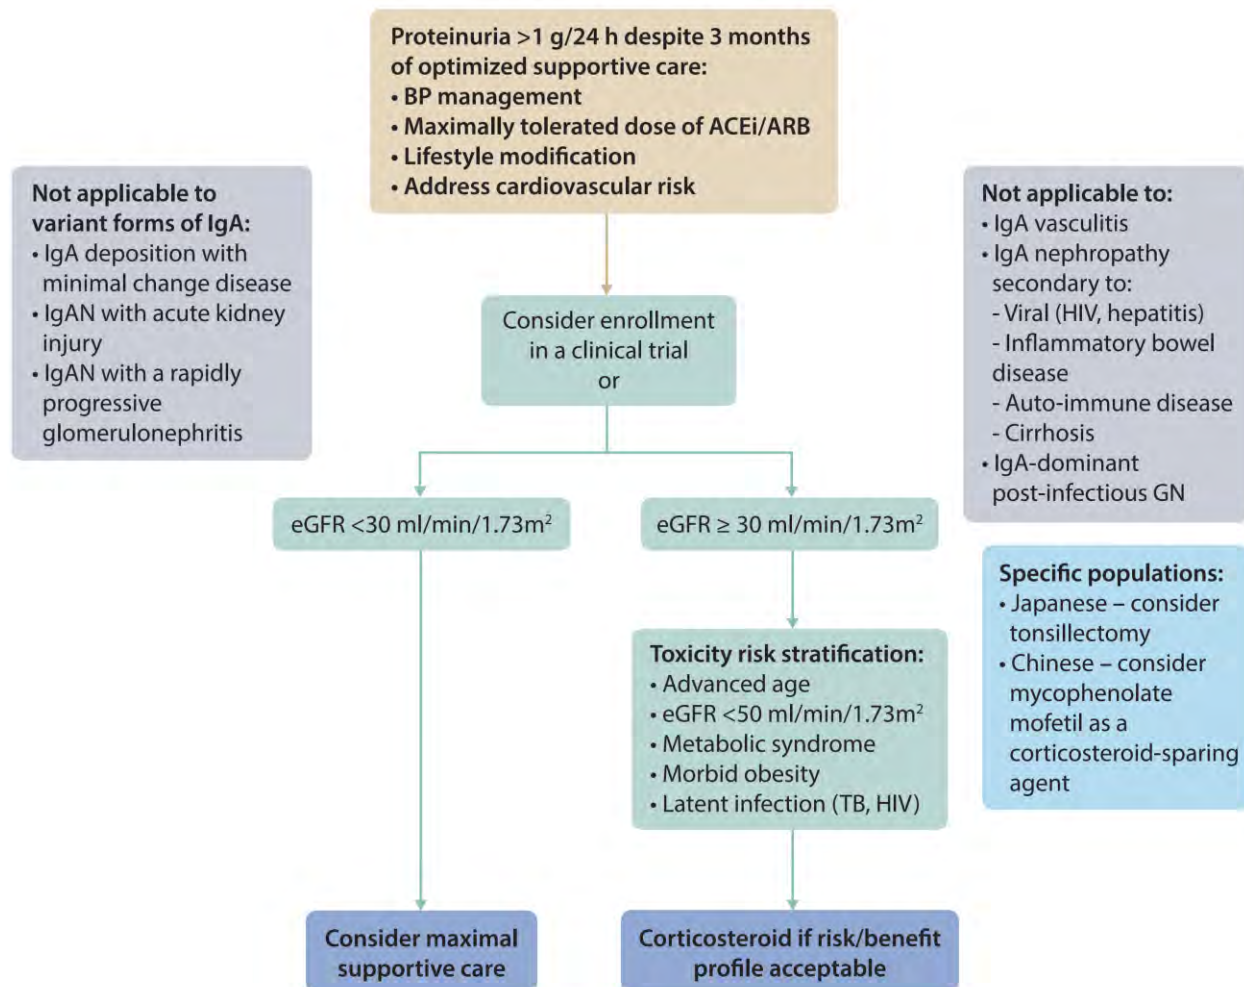 Proteinuria >1 g/24 h despite 3 months
of optimized supportive care:
• BP management
• Maximally tolerated dose of ACEi/ARB
• Lifestyle modification
• Address cardiovascular risk
Not applicable to
variant forms of IgA:
• IgA deposition with
minimal change disease
• IgAN with acute kidney
injury
• IgAN with a rapidly
progressive
glomerulonephritis
Not applicable to:
• IgA vasculitis
• IgA nephropathy
secondary to:
- Viral (HIV, hepatitis)
- Inflammatory bowel
disease
- Auto-immune disease
- Cirrhosis
• IgA-dominant
post-infectious GN
Consider enrollment
in a clinical trial
or
eGFR <30 ml/min/1.73m²
eGFR ≥ 30 ml/min/1.73m²
Specific populations:
• Japanese – consider
tonsillectomy
• Chinese – consider
mycophenolate
mofetil as a
corticosteroid-sparing
agent
Toxicity risk stratification:
• Advanced age
• eGFR <50 ml/min/1.73m²
• Metabolic syndrome
• Morbid obesity
• Latent infection (TB, HIV)
Consider maximal
supportive care
Corticosteroid if risk/benefit
profile acceptable